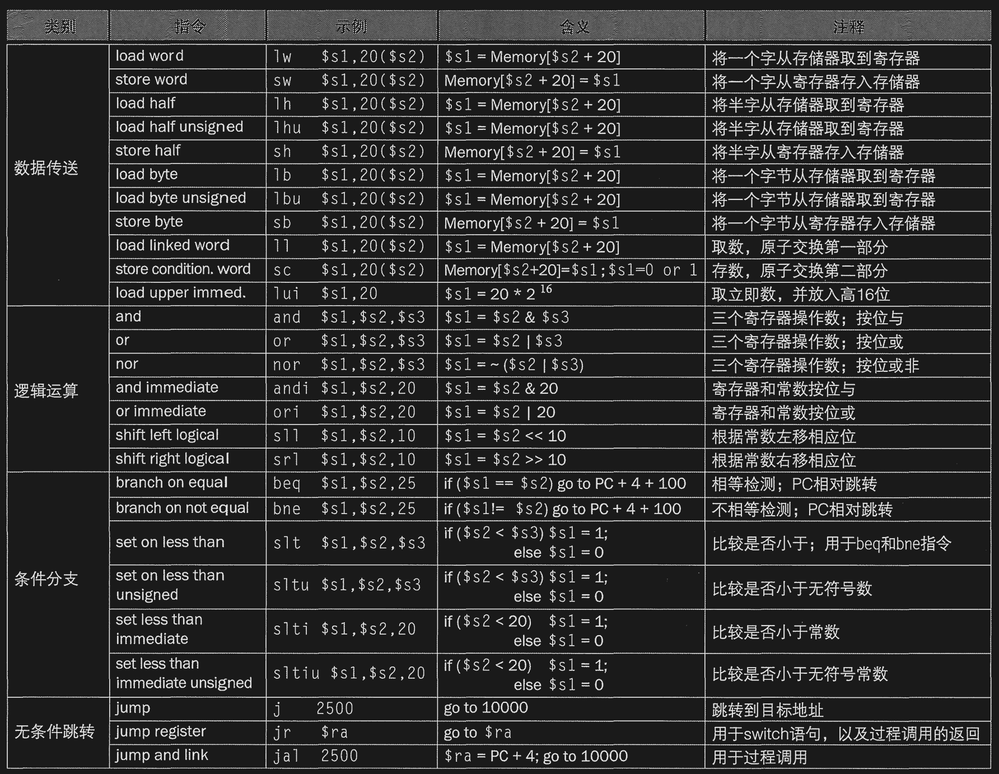 类别 指令 示例 含义 注释
数据传送
load word lw $s1,20($s2) $s1 = Memory[$s2 + 20] 将一个字从存储器取到寄存器
store word sw $s1,20($s2) Memory[$s2 + 20] = $s1 将一个字从寄存器存入存储器
load half lh $s1,20($s2) $s1 = Memory[$s2 + 20] 将半字从存储器取到寄存器
load half unsigned lhu $s1,20($s2) $s1 = Memory[$s2 + 20] 将半字从存储器取到寄存器
store half sh $s1,20($s2) Memory[$s2 + 20] = $s1 将半字从寄存器存入存储器
load byte lb $s1,20($s2) $s1 = Memory[$s2 + 20] 将一个字节从存储器取到寄存器
load byte unsigned lbu $s1,20($s2) $s1 = Memory[$s2 + 20] 将一个字节从存储器取到寄存器
store byte sb $s1,20($s2) Memory[$s2 + 20] = $s1 将一个字节从寄存器存入存储器
load linked word ll $s1,20($s2) $s1 = Memory[$s2 + 20] 取数，原子交换第一部分
store condition. word sc $s1,20($s2) Memory[$s2+20]=$s1;$s1=0 or 1 存数，原子交换第二部分
load upper immed. lui $s1,20 $s1 = 20 * 2^16 取立即数，并放入高16位
逻辑运算
and and $s1,$s2,$s3 $s1 = $s2 & $s3 三个寄存器操作数；按位与
or or $s1,$s2,$s3 $s1 = $s2 | $s3 三个寄存器操作数；按位或
nor nor $s1,$s2,$s3 $s1 = ~ ($s2 | $s3) 三个寄存器操作数；按位或非
and immediate andi $s1,$s2,20 $s1 = $s2 & 20 寄存器和常数按位与
or immediate ori $s1,$s2,20 $s1 = $s2 | 20 寄存器和常数按位或
shift left logical sll $s1,$s2,10 $s1 = $s2 << 10 根据常数左移相应位
shift right logical srl $s1,$s2,10 $s1 = $s2 >> 10 根据常数右移相应位
条件分支
branch on equal beq $s1,$s2,25 if ($s1 == $s2) go to PC + 4 + 100 相等检测；PC相对跳转
branch on not equal bne $s1,$s2,25 if ($s1!= $s2) go to PC + 4 + 100 不相等检测；PC相对跳转
set on less than slt $s1,$s2,$s3 if ($s2 < $s3) $s1 = 1;
else $s1 = 0 比较是否小于；用于beq和bne指令
set on less than
unsigned sltu $s1,$s2,$s3 if ($s2 < $s3) $s1 = 1;
else $s1 = 0 比较是否小于无符号数
set less than
immediate slti $s1,$s2,20 if ($s2 < 20) $s1 = 1;
else $s1 = 0 比较是否小于常数
set less than
immediate unsigned sltiu $s1,$s2,20 if ($s2 < 20) $s1 = 1;
else $s1 = 0 比较是否小于无符号常数
无条件跳转
jump j 2500 go to 10000 跳转到目标地址
jump register jr $ra go to $ra 用于switch语句，以及过程调用的返回
jump and link jal 2500 $ra = PC + 4; go to 10000 用于过程调用